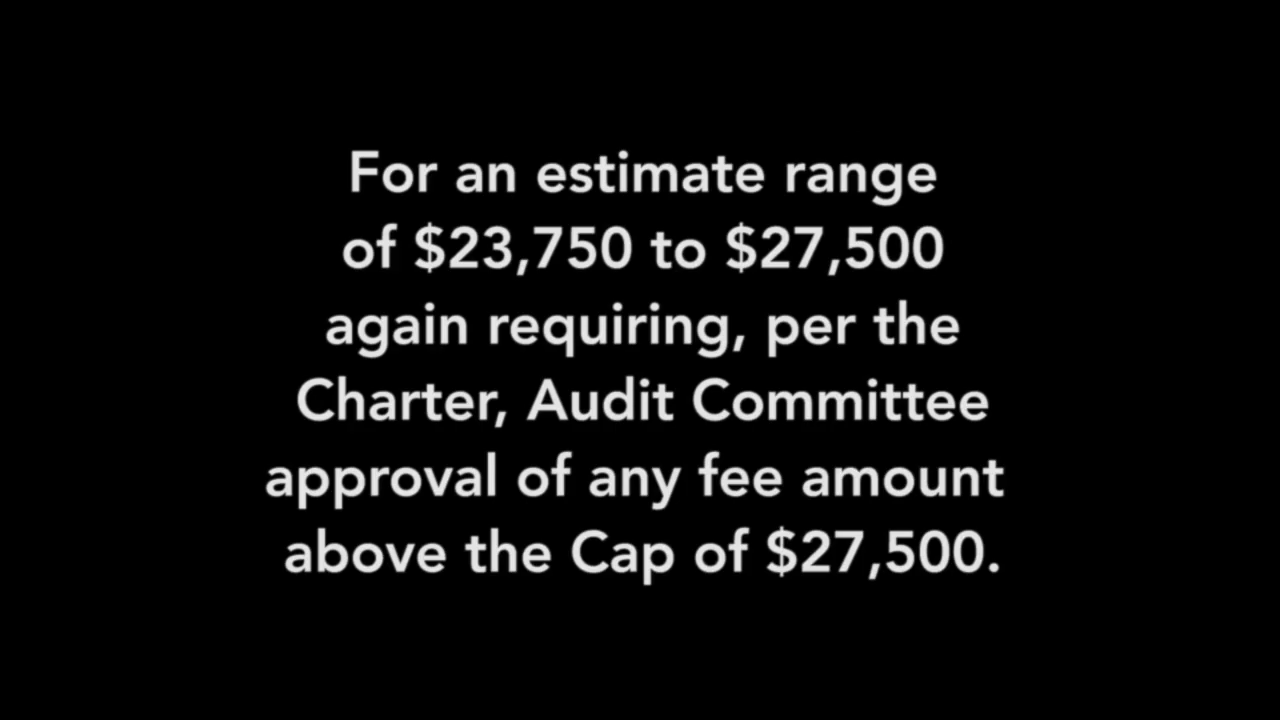 For an estimate range
of $23,750 to $27,500
again requiring, per the
Charter, Audit Committee
approval of any fee amount
above the Cap of $27,500.